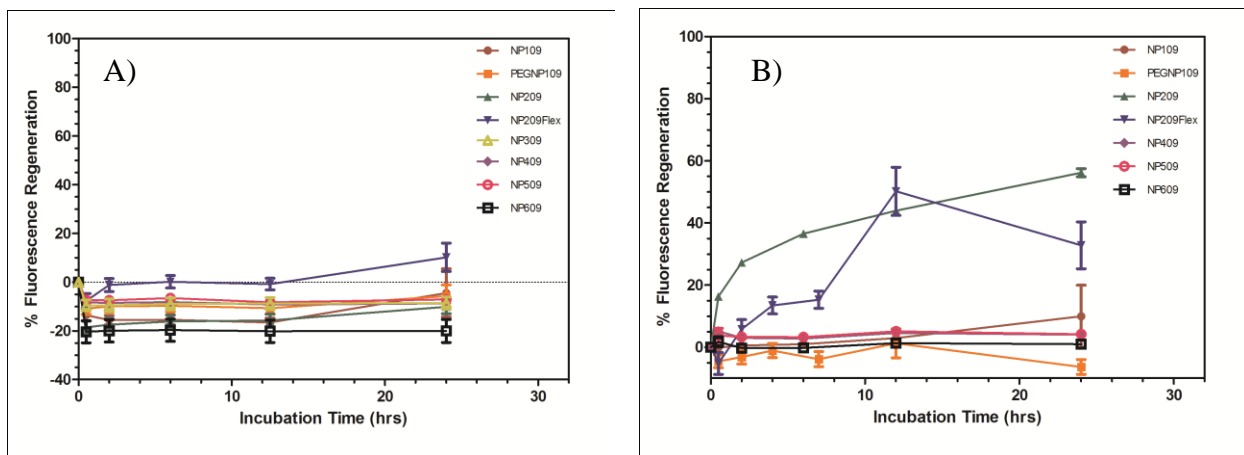 A)
% Fluorescence Regeneration
100
80
60
40
20
0
-20
-40
0
10
20
30
Incubation Time (hrs)
NP109
PEGNP109
NP209
NP209Flex
NP309
NP409
NP509
NP609
B)
% Fluorescence Regeneration
100
80
60
40
20
0
0
10
20
30
Incubation Time (hrs)
NP109
PEGNP109
NP209
NP209Flex
NP409
NP509
NP609